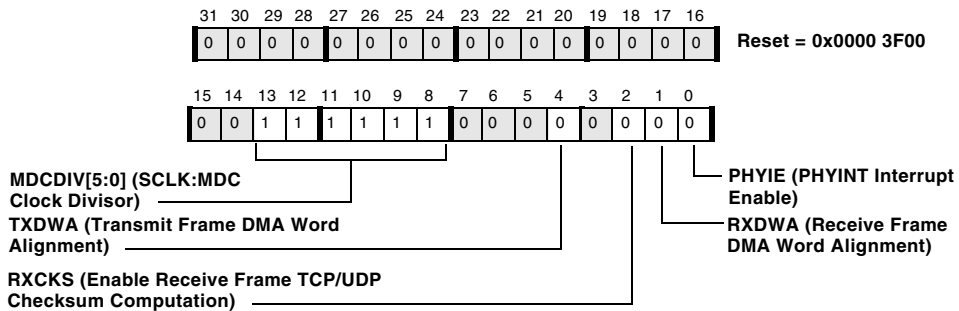 31 30 29 28 27 26 25 24 23 22 21 20 19 18 17 16
0 0 0 0 0 0 0 0 0 0 0 0 0 0 0 0
Reset = 0x0000 3F00
15 14 13 12 11 10 9 8 7 6 5 4 3 2 1 0
0 0 1 1 1 1 1 1 0 0 0 0 0 0 0 0
MDCDIV[5:0] (SCLK:MDC
Clock Divisor)
TXDWA (Transmit Frame DMA Word
Alignment)
RXCKS (Enable Receive Frame TCP/UDP
Checksum Computation)
PHYIE (PHYINT Interrupt
Enable)
RXDWA (Receive Frame
DMA Word Alignment)